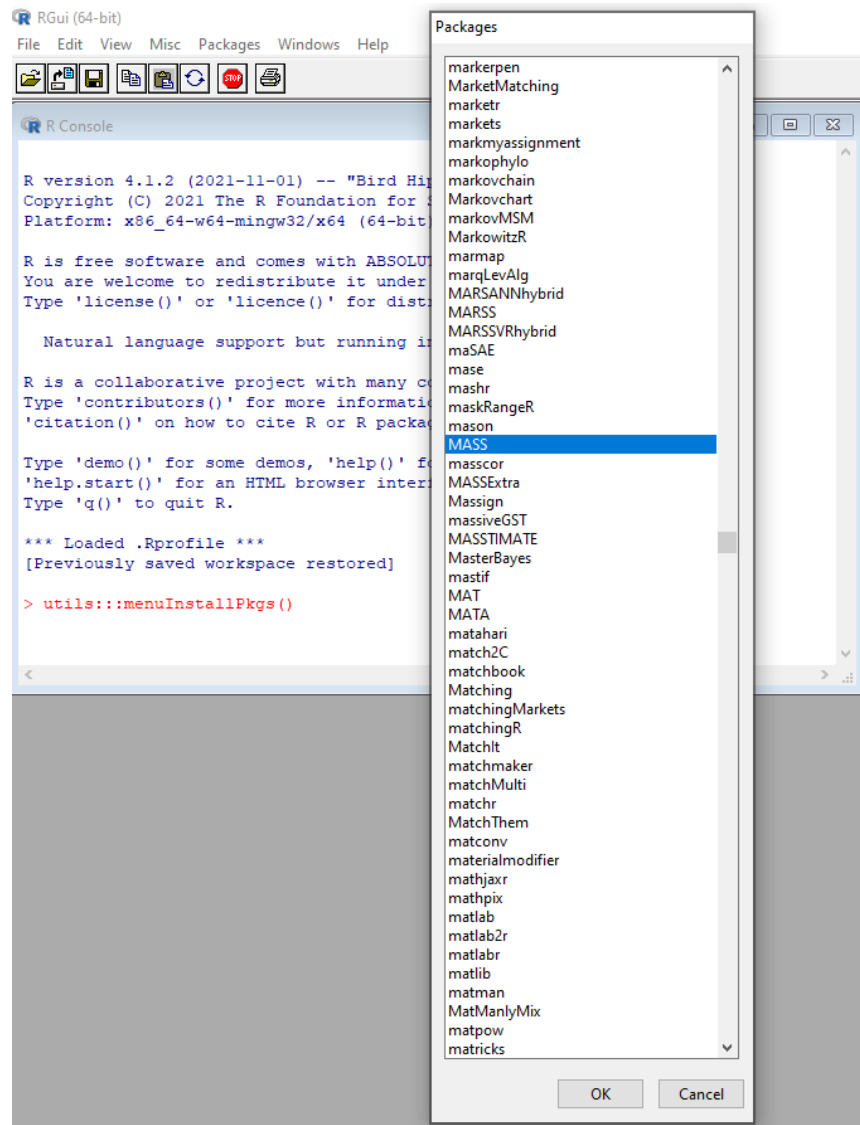 RGui (64-bit)
File Edit View Misc Packages Windows Help
STOP
R Console
R version 4.1.2 (2021-11-01) -- "Bird Hip
Copyright (C) 2021 The R Foundation for
Platform: x86_64-w64-mingw32/x64 (64-bit)
R is free software and comes with ABSOLUT
You are welcome to redistribute it under
Type 'license()' or 'licence()' for dist
Natural language support but running in
R is a collaborative project with many co
Type 'contributors()' for more informatio
'citation()' on how to cite R or R packag
Type 'demo()' for some demos, 'help()' fo
'help.start()' for an HTML browser inter
Type 'q()' to quit R.
*** Loaded .Rprofile ***
[Previously saved workspace restored]
> utils:::menuInstallPkgs()
Packages
markerpen
MarketMatching
marketr
markets
markmyassignment
markophylo
markovchain
Markovchart
markovMSM
MarkowitzR
marmap
marqLevAlg
MARSANNhybrid
MARSS
MARSSVRhybrid
maSAE
mase
mashr
maskRangeR
mason
MASS
masscor
MASSExtra
Massign
massiveGST
MASSTIMATE
MasterBayes
mastif
MAT
MATA
matahari
match2C
matchbook
Matching
matchingMarkets
matchingR
MatchIt
matchmaker
matchMulti
matchr
MatchThem
matconv
materialmodifier
mathjaxr
mathpix
matlab
matlab2r
matlabr
matlib
matman
MatManlyMix
matpow
matricks
OK Cancel